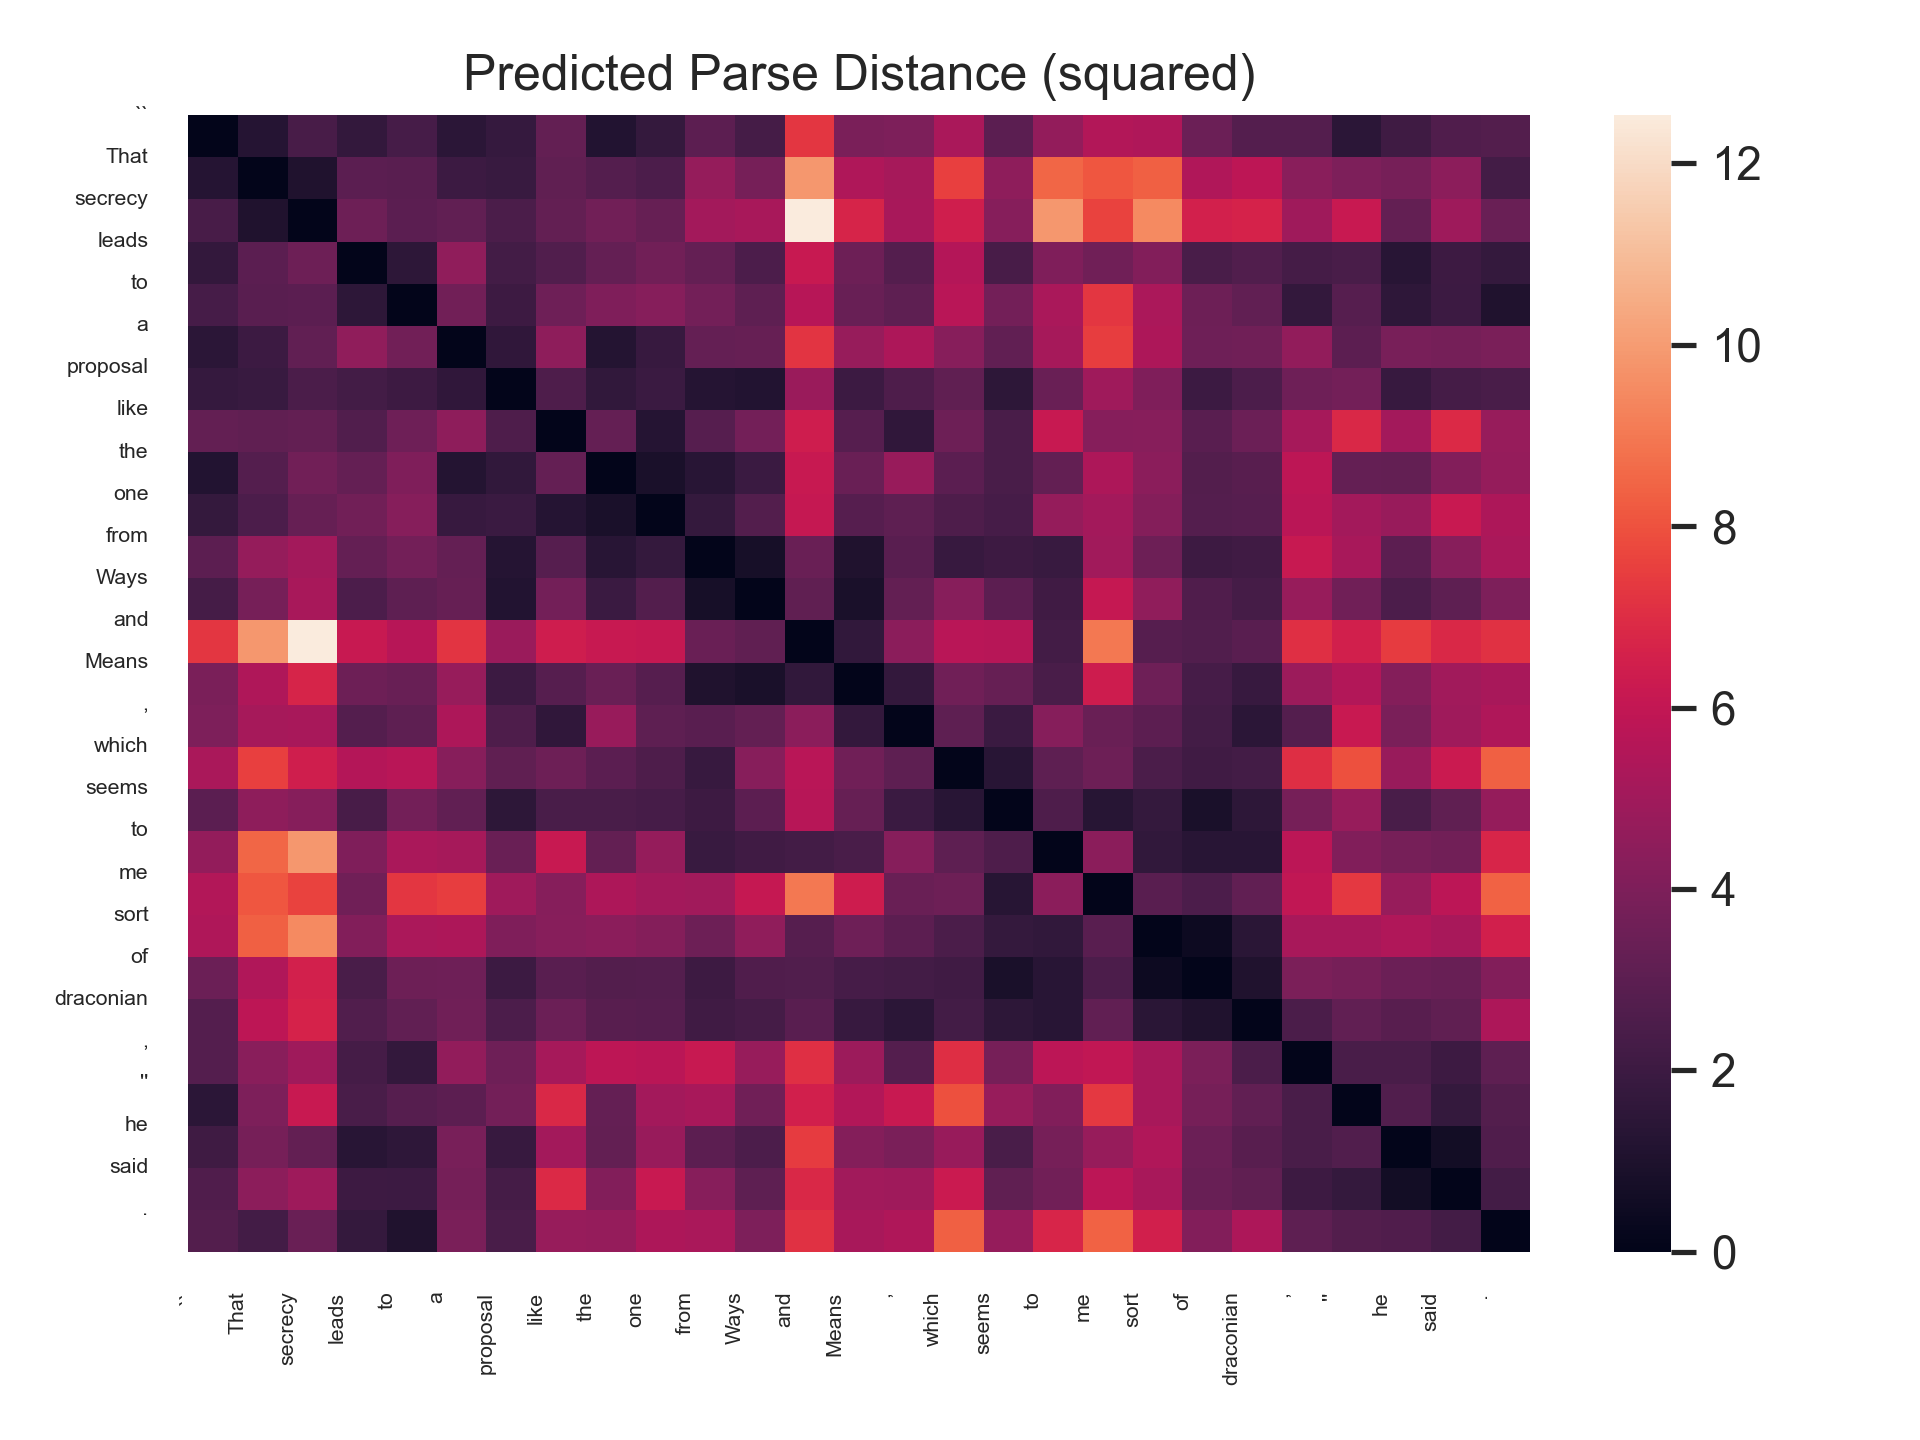 Predicted Parse Distance (squared)
``
That
secrecy
leads
to
a
proposal
like
the
one
from
Ways
and
Means
,
which
seems
to
me
sort
of
draconian
,
"
he
said
.
12
10
8
6
4
2
0
`` That secrecy leads to a proposal like the one from Ways and Means , which seems to me sort of draconian , " he said .